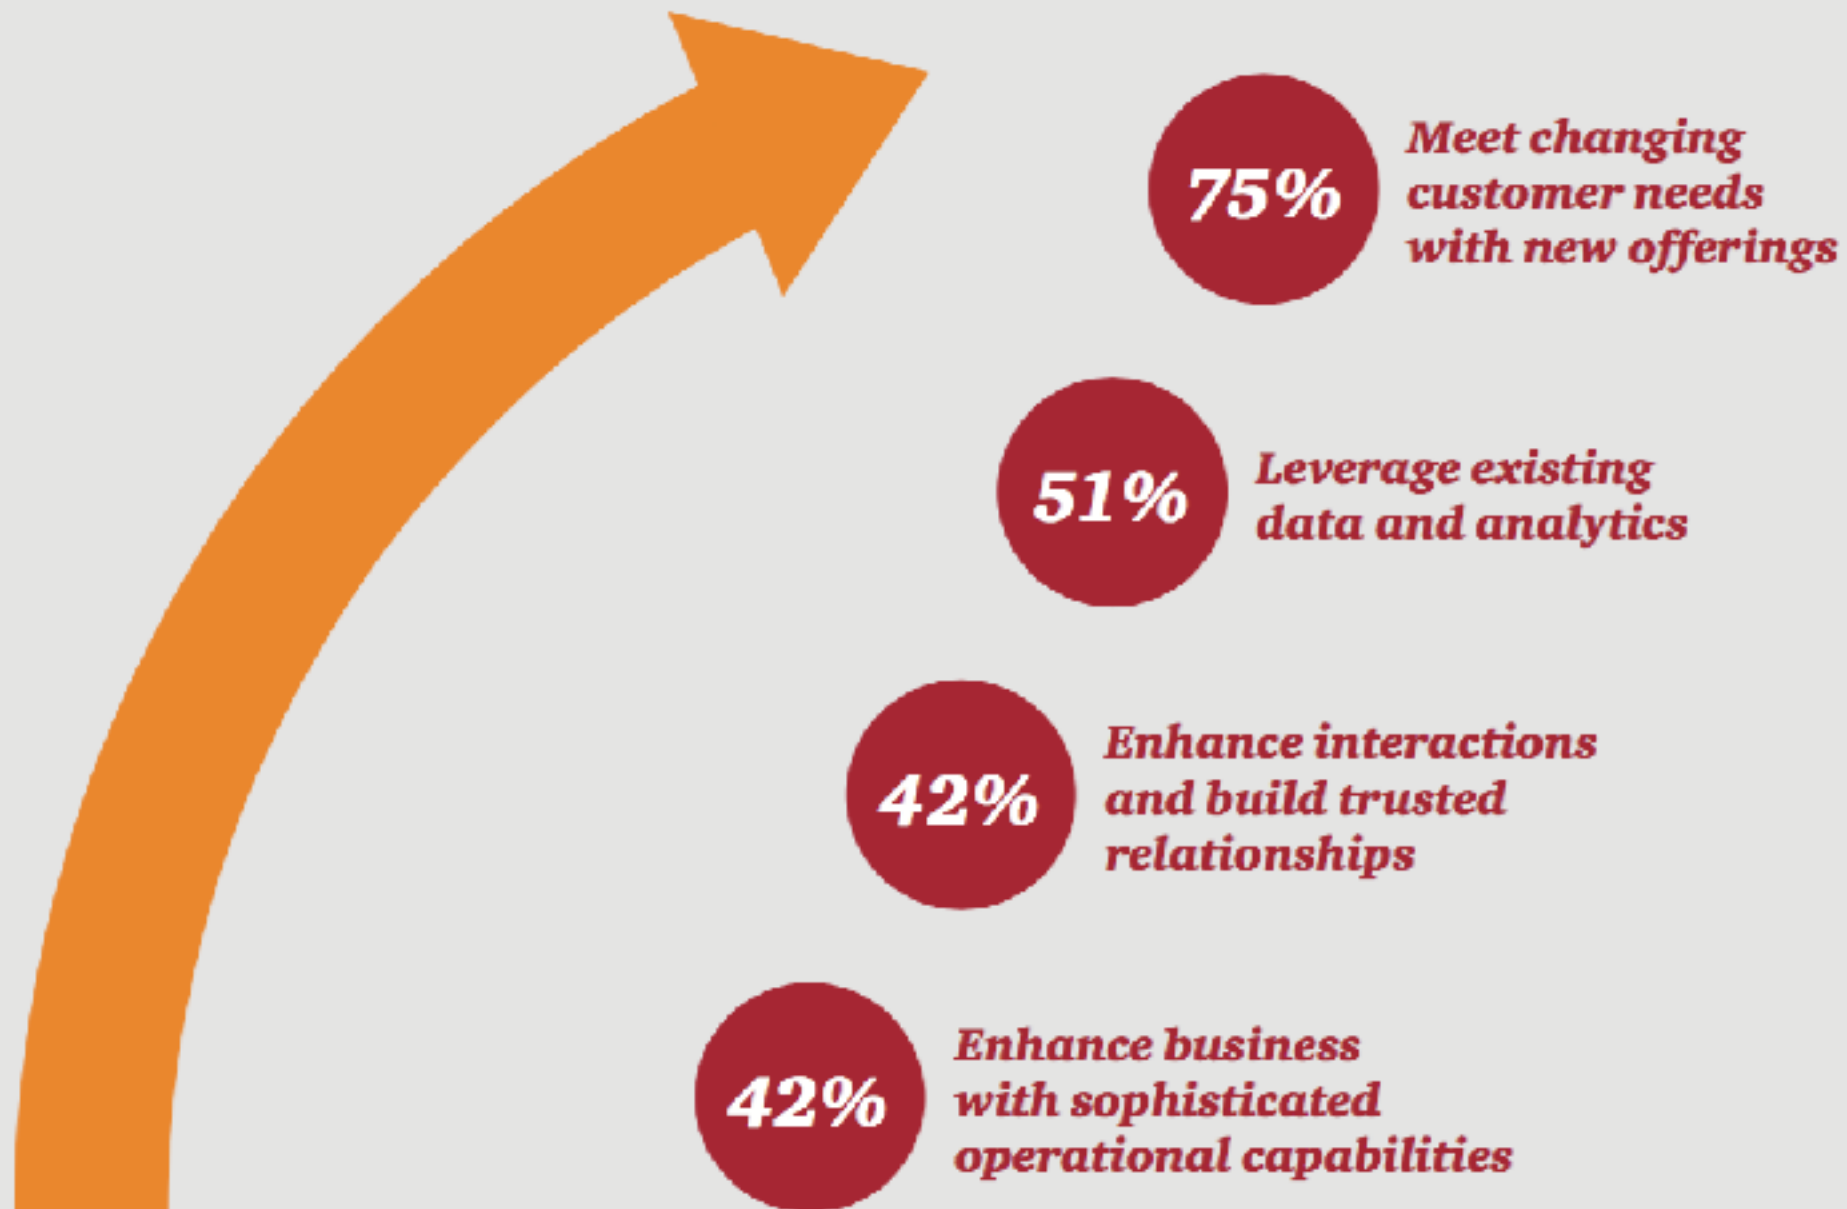 75%
Meet changing
customer needs
with new offerings
51%
Leverage existing
data and analytics
42%
Enhance interactions
and build trusted
relationships
42%
Enhance business
with sophisticated
operational capabilities